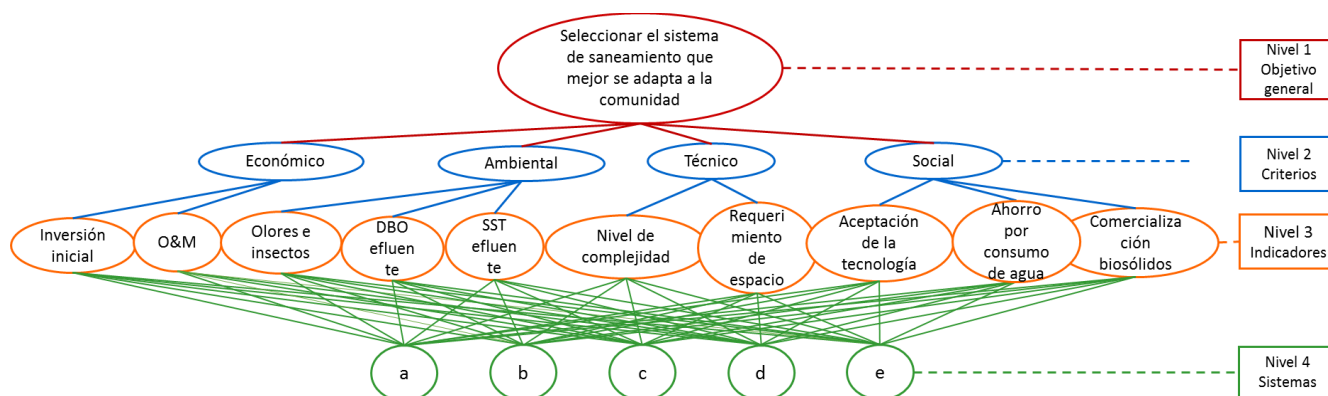 Seleccionar el sistema
de saneamiento que
mejor se adapta a la
comunidad
Nivel 1
Objetivo
general
Económico
Ambiental
Técnico
Social
Nivel 2
Criterios
Inversión
inicial
O&M
Olores e
insectos
DBO
efluen
te
SST
efluen
te
Nivel de
complejidad
Requeri
miento
de
espacio
Aceptación
de la
tecnología
Ahorro
por
consumo
de agua
Comercializa
ción
biosólidos
Nivel 3
Indicadores
a
b
c
d
e
Nivel 4
Sistemas